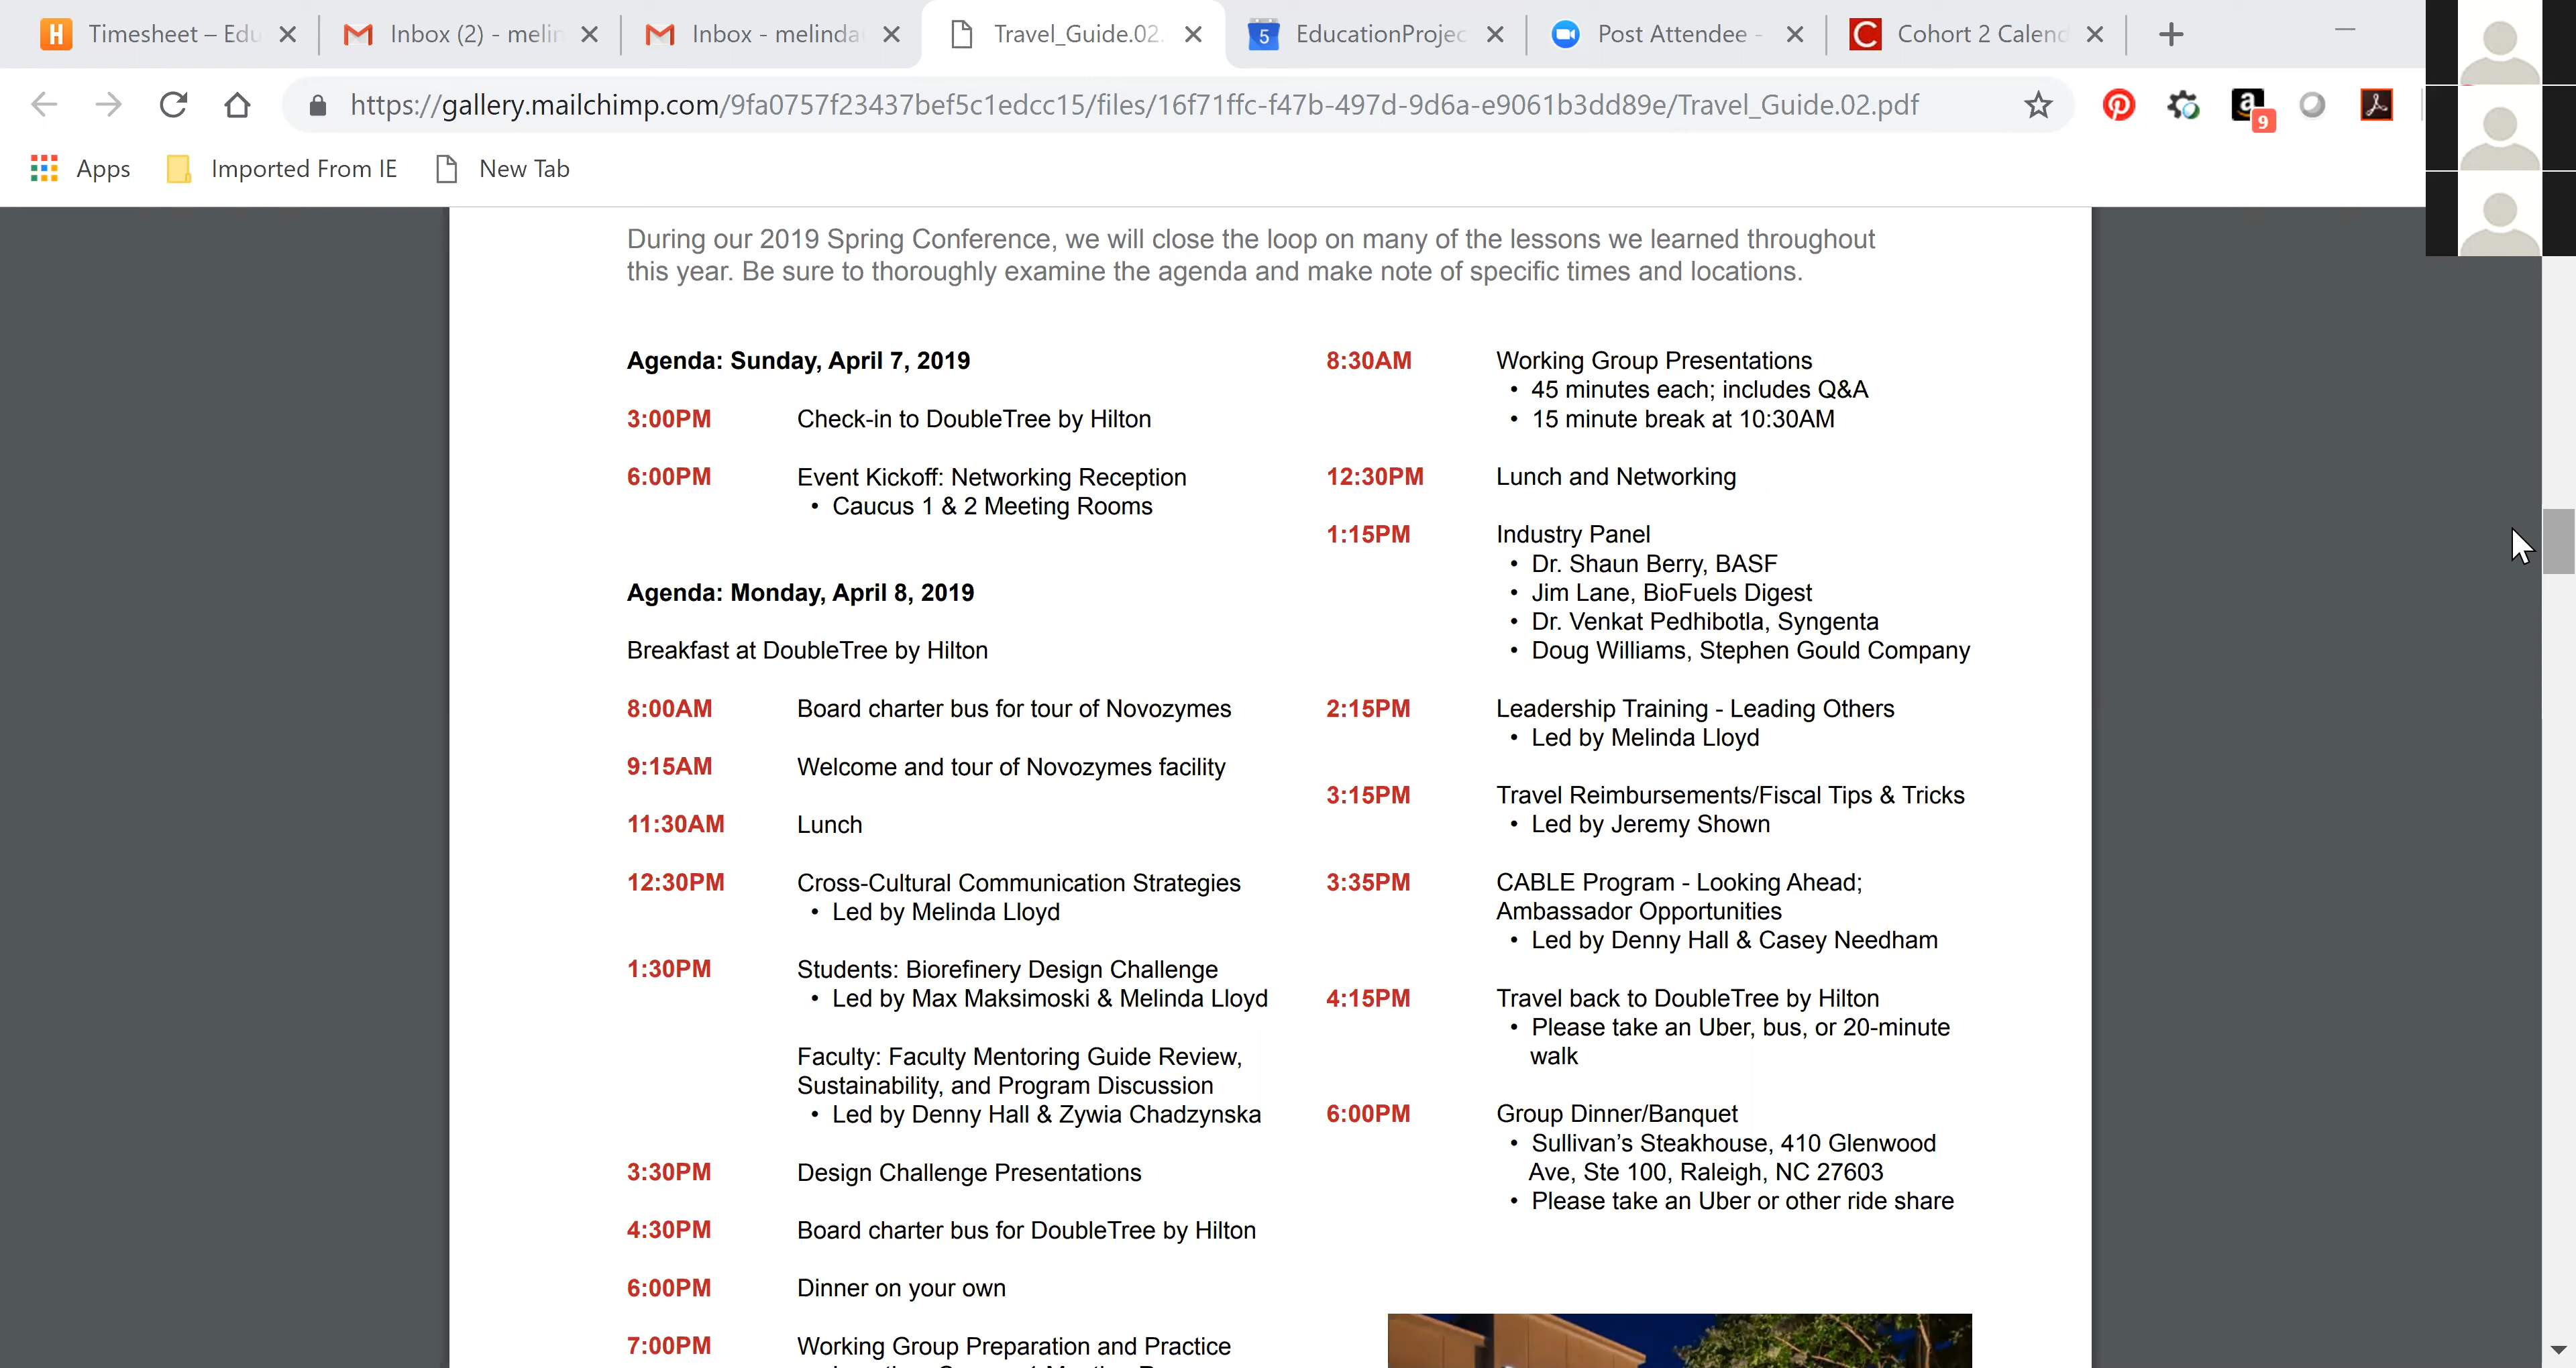 Timesheet – Edu
Inbox (2) - melin
Inbox - melinda
Travel_Guide.02.
5
EducationProjec
Post Attendee -
Cohort 2 Calend
https://gallery.mailchimp.com/9fa0757f23437bef5c1edcc15/files/16f71ffc-f47b-497d-9d6a-e9061b3dd89e/Travel_Guide.02.pdf
9
Apps
Imported From IE
New Tab
During our 2019 Spring Conference, we will close the loop on many of the lessons we learned throughout
this year. Be sure to thoroughly examine the agenda and make note of specific times and locations.
Agenda: Sunday, April 7, 2019
3:00PM Check-in to DoubleTree by Hilton
6:00PM Event Kickoff: Networking Reception
• Caucus 1 & 2 Meeting Rooms
Agenda: Monday, April 8, 2019
Breakfast at DoubleTree by Hilton
8:00AM Board charter bus for tour of Novozymes
9:15AM Welcome and tour of Novozymes facility
11:30AM Lunch
12:30PM Cross-Cultural Communication Strategies
• Led by Melinda Lloyd
1:30PM Students: Biorefinery Design Challenge
• Led by Max Maksimoski & Melinda Lloyd
Faculty: Faculty Mentoring Guide Review,
Sustainability, and Program Discussion
• Led by Denny Hall & Zywia Chadzynska
3:30PM Design Challenge Presentations
4:30PM Board charter bus for DoubleTree by Hilton
6:00PM Dinner on your own
7:00PM Working Group Preparation and Practice
8:30AM Working Group Presentations
• 45 minutes each; includes Q&A
• 15 minute break at 10:30AM
12:30PM Lunch and Networking
1:15PM Industry Panel
• Dr. Shaun Berry, BASF
• Jim Lane, BioFuels Digest
• Dr. Venkat Pedhibotla, Syngenta
• Doug Williams, Stephen Gould Company
2:15PM Leadership Training - Leading Others
• Led by Melinda Lloyd
3:15PM Travel Reimbursements/Fiscal Tips & Tricks
• Led by Jeremy Shown
3:35PM CABLE Program - Looking Ahead;
Ambassador Opportunities
• Led by Denny Hall & Casey Needham
4:15PM Travel back to DoubleTree by Hilton
• Please take an Uber, bus, or 20-minute
walk
6:00PM Group Dinner/Banquet
• Sullivan's Steakhouse, 410 Glenwood
Ave, Ste 100, Raleigh, NC 27603
• Please take an Uber or other ride share